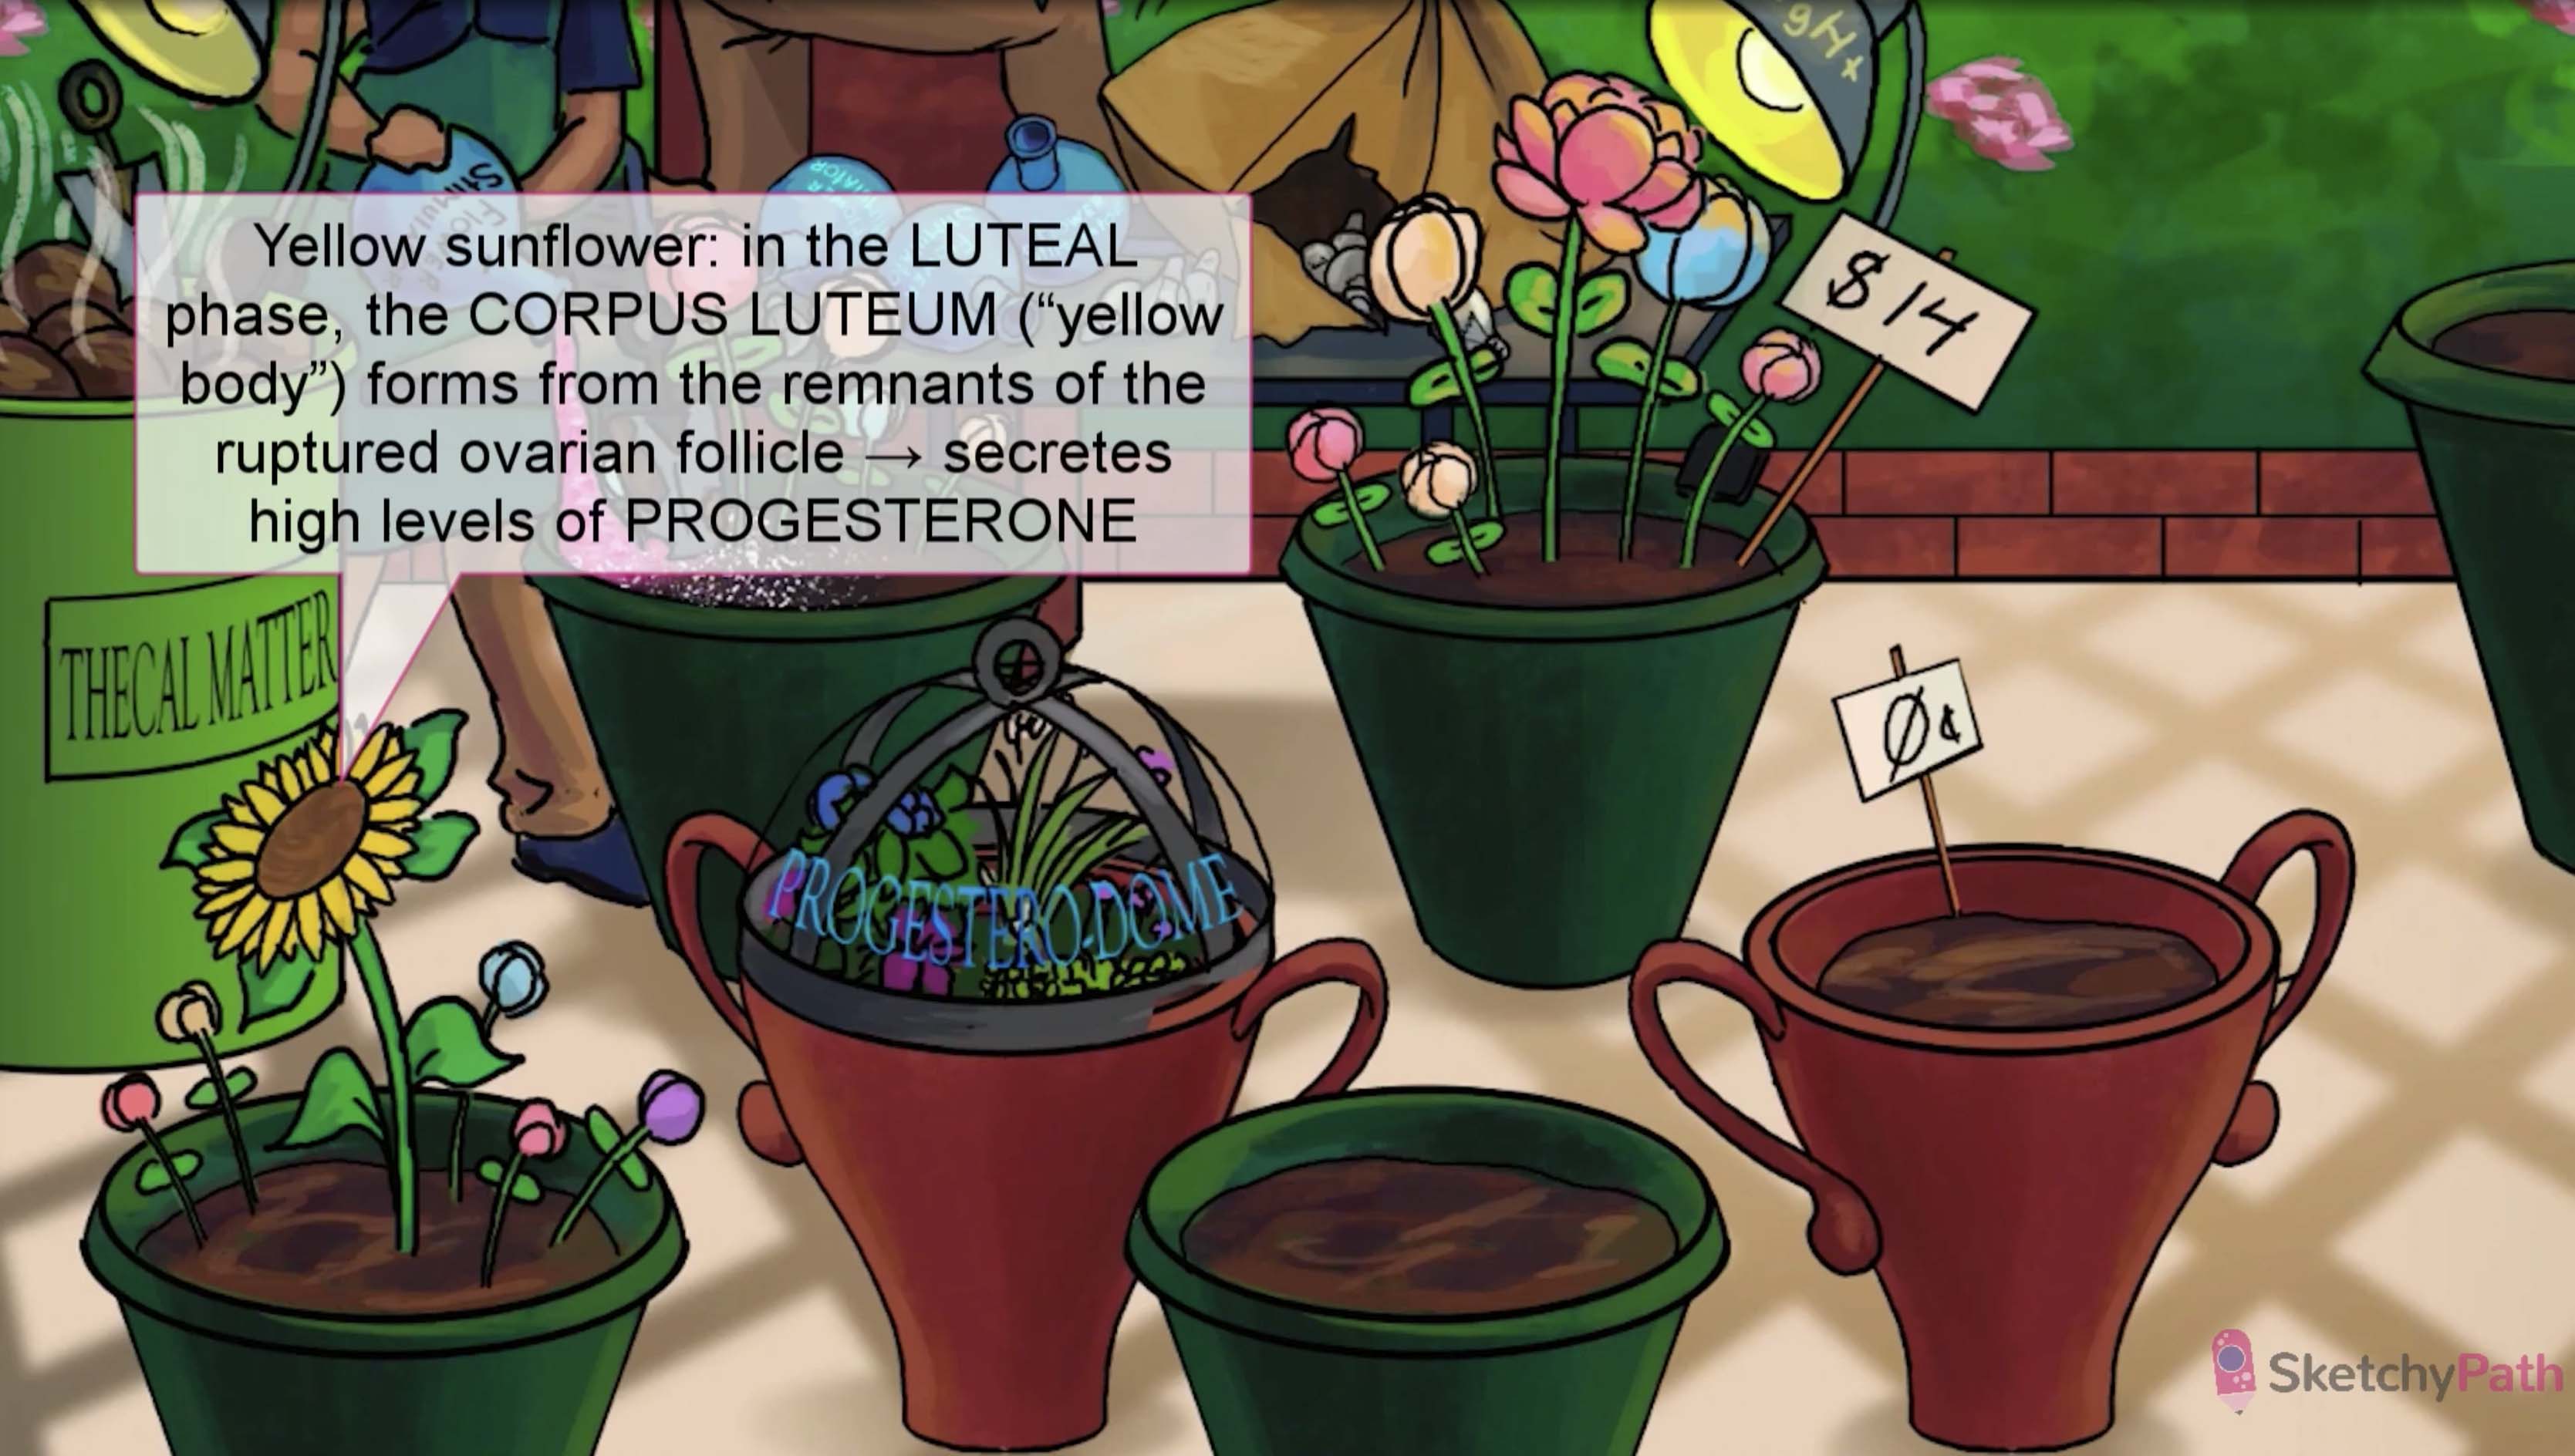 Yellow sunflower: in the LUTEAL
phase, the CORPUS LUTEUM (“yellow
body”) forms from the remnants of the
ruptured ovarian follicle → secretes
high levels of PROGESTERONE
$14
THECAL MATTER
0¢
PROGESTERO-DOME
SketchyPath